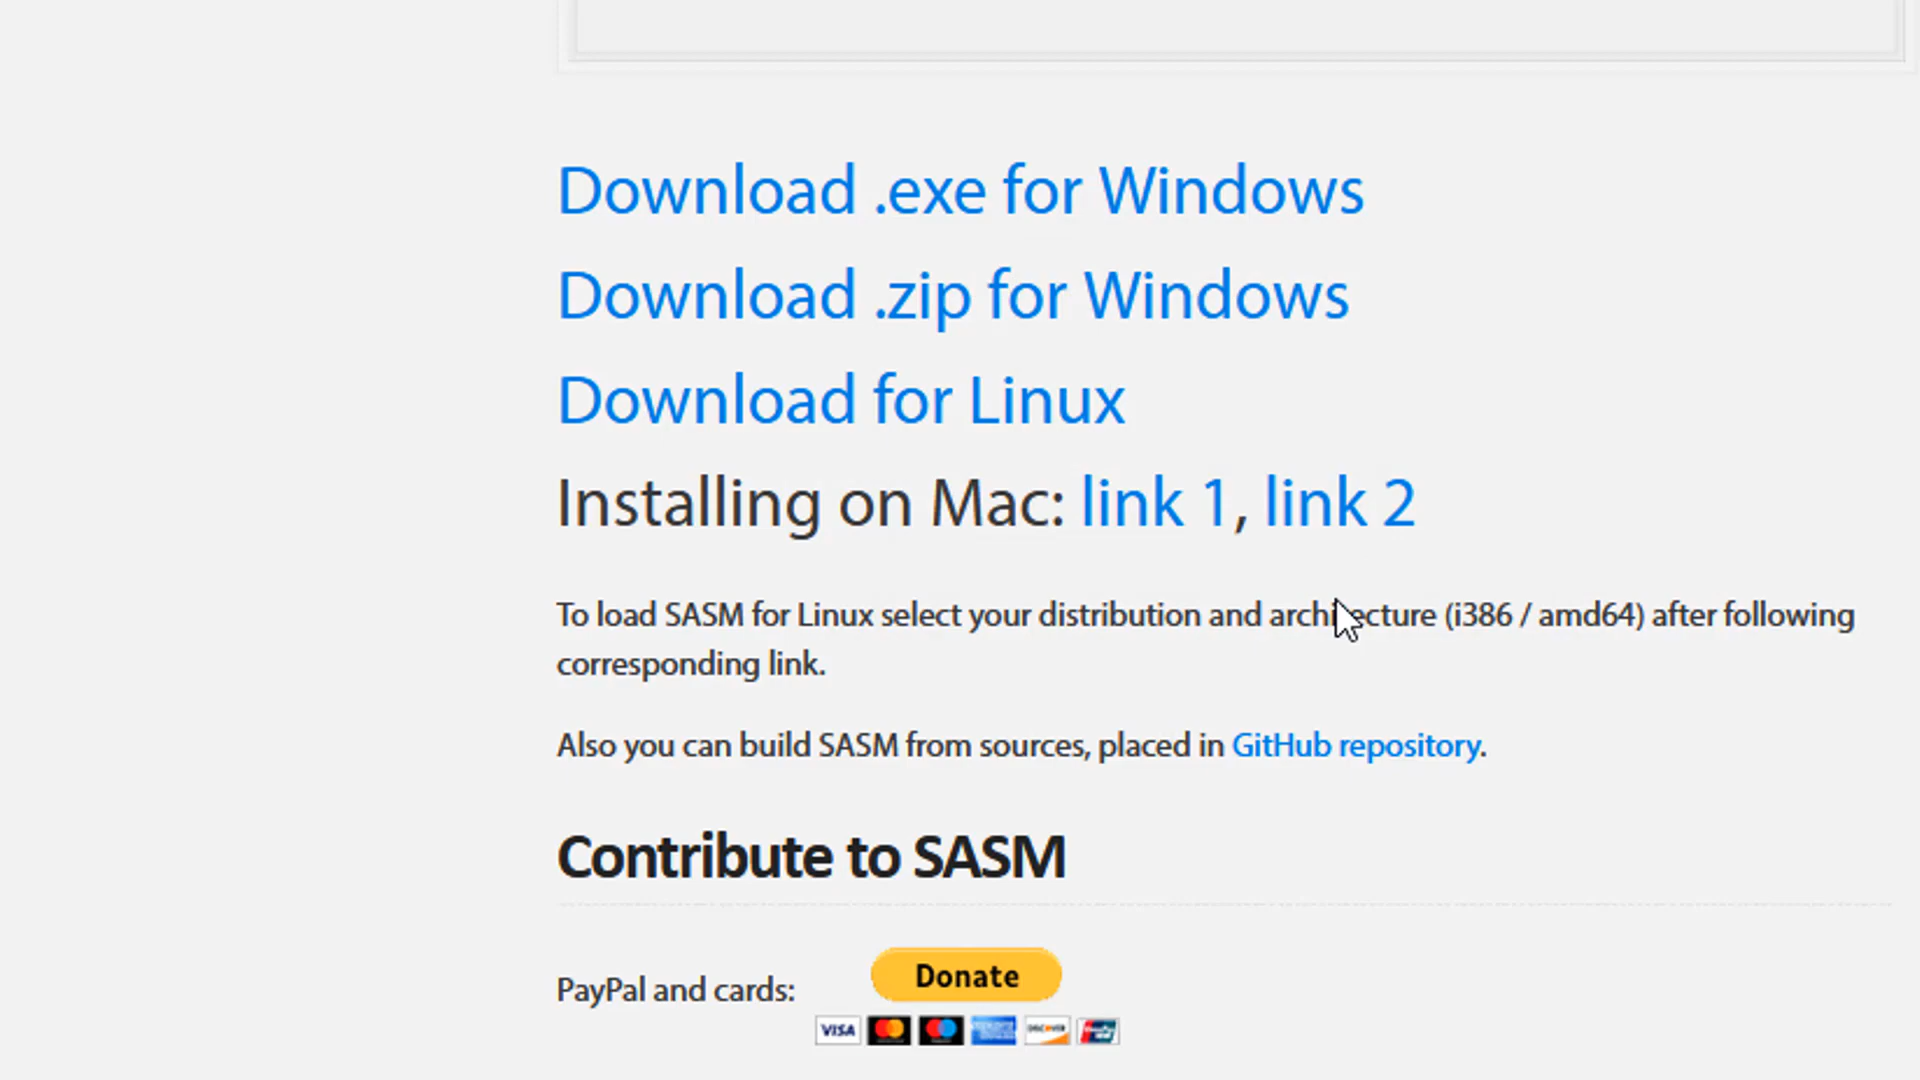 Download .exe for Windows
Download .zip for Windows
Download for Linux
Installing on Mac: link 1, link 2
To load SASM for Linux select your distribution and architecture (i386 / amd64) after following
corresponding link.
Also you can build SASM from sources, placed in GitHub repository.
Contribute to SASM
PayPal and cards:
Donate
VISA
DISCOVER